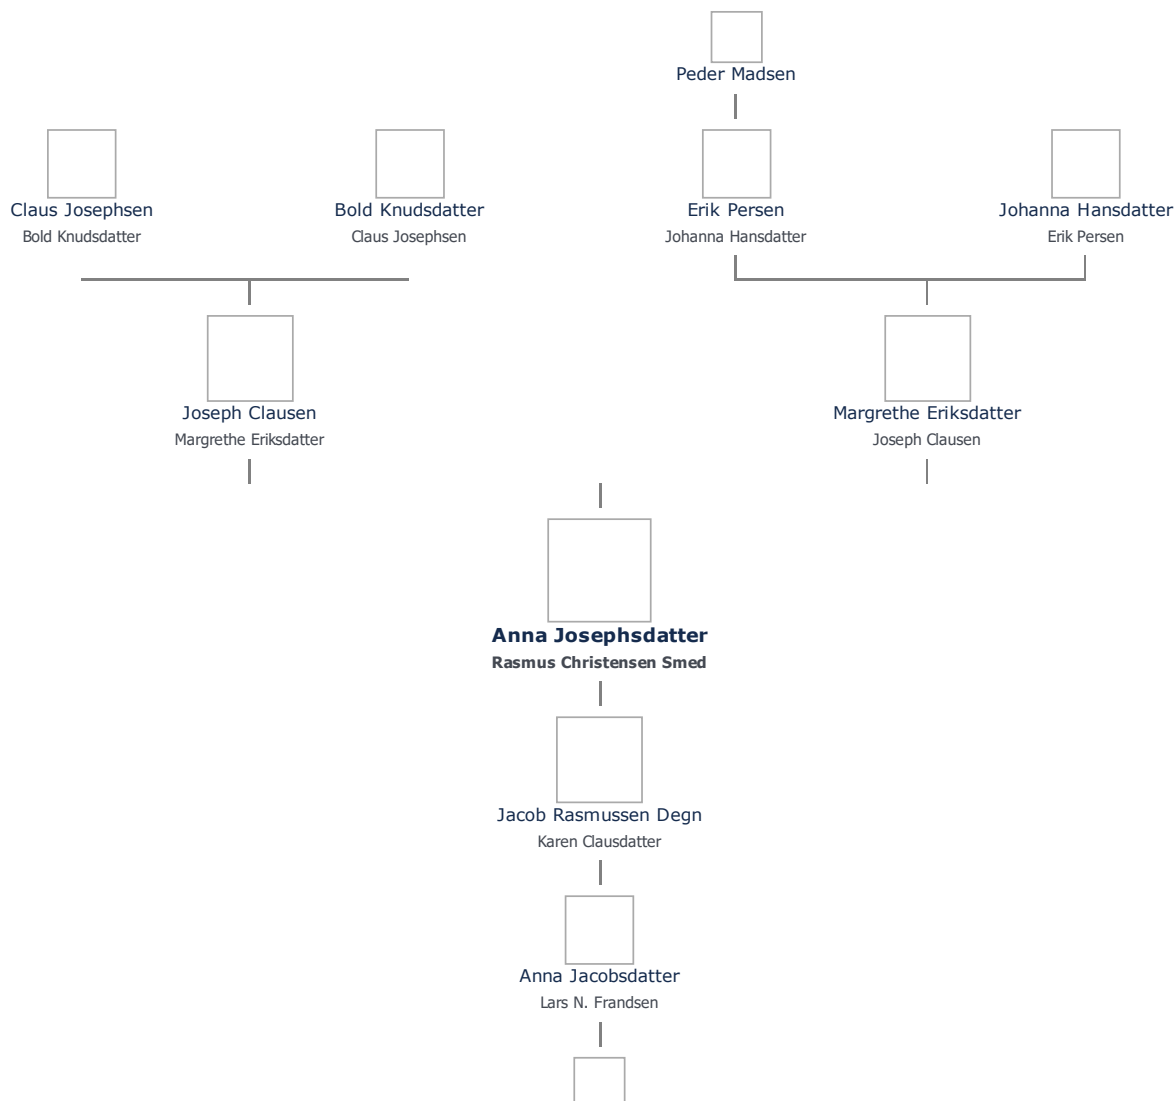 Peder Madsen
Claus Josephsen
Bold Knudsdatter
Bold Knudsdatter
Claus Josephsen
Erik Persen
Johanna Hansdatter
Johanna Hansdatter
Erik Persen
Joseph Clausen
Margrethe Eriksdatter
Margrethe Eriksdatter
Joseph Clausen
Anna Josephsdatter
Rasmus Christensen Smed
Jacob Rasmussen Degn
Karen Clausdatter
Anna Jacobsdatter
Lars N. Frandsen